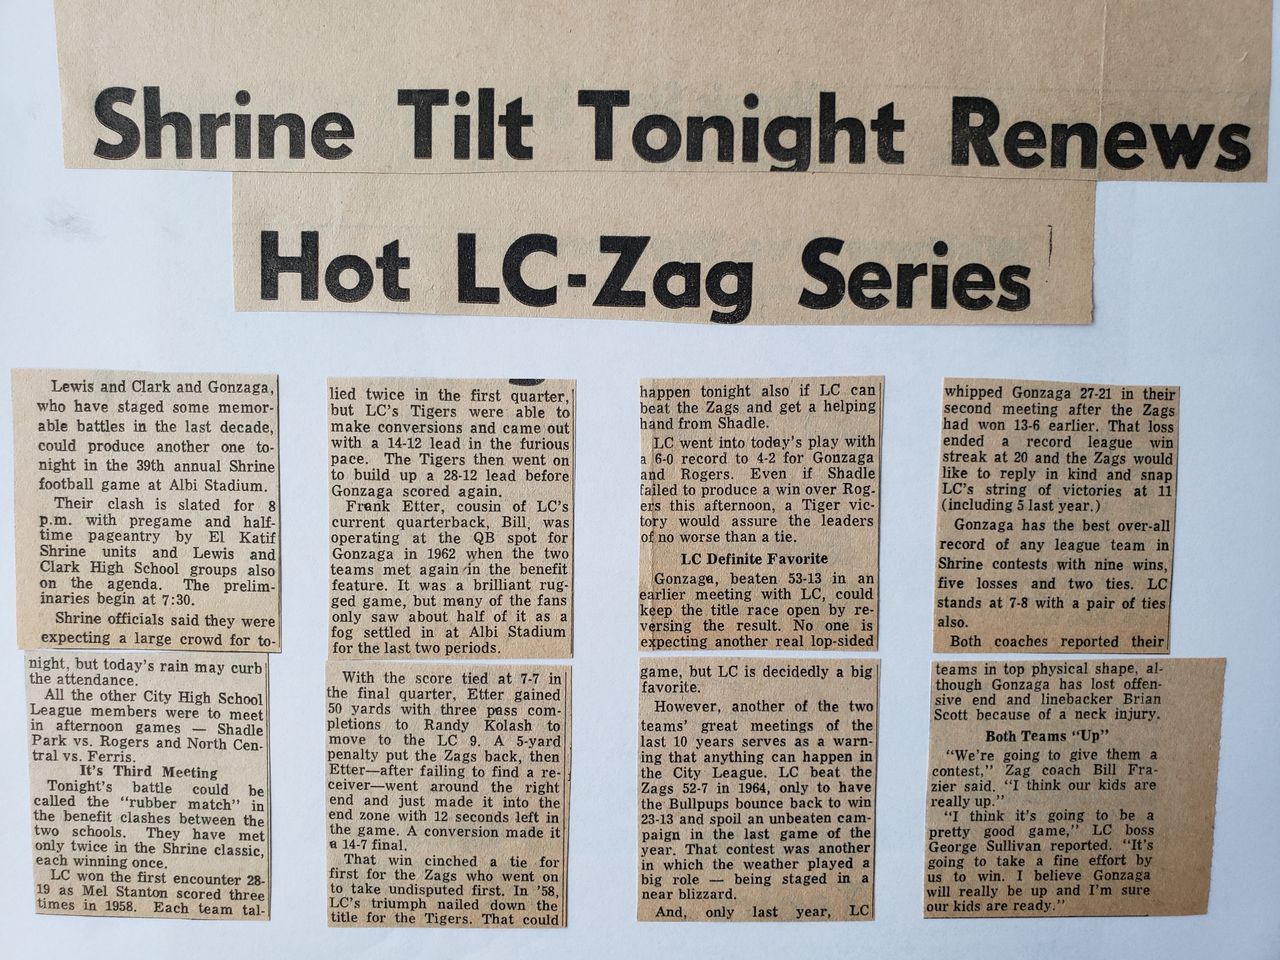 Shrine Tilt Tonight Renews
Hot LC-Zag Series
Lewis and Clark and Gonzaga,
who have staged some memor-
able battles in the last decade,
could produce another one to-
night in the 39th annual Shrine
football game at Albi Stadium.
Their clash is slated for 8
p.m. with pregame and half-
time pageantry by El Katif
Shrine units and Lewis and
Clark High School groups also
on the agenda. The prelim-
inaries begin at 7:30.
Shrine officials said they were
expecting a large crowd for to-
night, but today's rain may curb
the attendance.
All the other City High School
League members were to meet
in afternoon games — Shadle
Park vs. Rogers and North Cen-
tral vs. Ferris.
It's Third Meeting
Tonight's battle could be
called the "rubber match" in
the benefit clashes between the
two schools. They have met
only twice in the Shrine classic,
each winning once.
LC won the first encounter 28-
19 as Mel Stanton scored three
times in 1958. Each team tal-
lied twice in the first quarter,
but LC's Tigers were able to
make conversions and came out
with a 14-12 lead in the furious
pace. The Tigers then went on
to build up a 28-12 lead before
Gonzaga scored again.
Frank Etter, cousin of LC's
current quarterback, Bill, was
operating at the QB spot for
Gonzaga in 1962 when the two
teams met again in the benefit
feature. It was a brilliant rug-
ged game, but many of the fans
only saw about half of it as a
fog settled in at Albi Stadium
for the last two periods.
With the score tied at 7-7 in
the final quarter, Etter gained
50 yards with three pass com-
pletions to Randy Kolash to
move to the LC 9. A 5-yard
penalty put the Zags back, then
Etter—after failing to find a re-
ceiver—went around the right
end and just made it into the
end zone with 12 seconds left in
the game. A conversion made it
a 14-7 final.
That win cinched a tie for
first for the Zags who went on
to take undisputed first. In '58,
LC's triumph nailed down the
title for the Tigers. That could
happen tonight also if LC can
beat the Zags and get a helping
hand from Shadle.
LC went into today's play with
a 6-0 record to 4-2 for Gonzaga
and Rogers. Even if Shadle
failed to produce a win over Rog-
ers this afternoon, a Tiger vic-
tory would assure the leaders
of no worse than a tie.
LC Definite Favorite
Gonzaga, beaten 53-13 in an
earlier meeting with LC, could
keep the title race open by re-
versing the result. No one is
expecting another real lop-sided
game, but LC is decidedly a big
favorite.
However, another of the two
teams' great meetings of the
last 10 years serves as a warn-
ing that anything can happen in
the City League. LC beat the
Zags 52-7 in 1964, only to have
the Bullpups bounce back to win
23-13 and spoil an unbeaten cam-
paign in the last game of the
year. That contest was another
in which the weather played a
big role — being staged in a
near blizzard.
And, only last year, LC
whipped Gonzaga 27-21 in their
second meeting after the Zags
had won 13-6 earlier. That loss
ended a record league win
streak at 20 and the Zags would
like to reply in kind and snap
LC's string of victories at 11
(including 5 last year.)
Gonzaga has the best over-all
record of any league team in
Shrine contests with nine wins,
five losses and two ties. LC
stands at 7-8 with a pair of ties
also.
Both coaches reported their
teams in top physical shape, al-
though Gonzaga has lost offen-
sive end and linebacker Brian
Scott because of a neck injury.
Both Teams "Up"
"We're going to give them a
contest," Zag coach Bill Fra-
zier said. "I think our kids are
really up."
"I think it's going to be a
pretty good game," LC boss
George Sullivan reported. "It's
going to take a fine effort by
us to win. I believe Gonzaga
will really be up and I'm sure
our kids are ready."